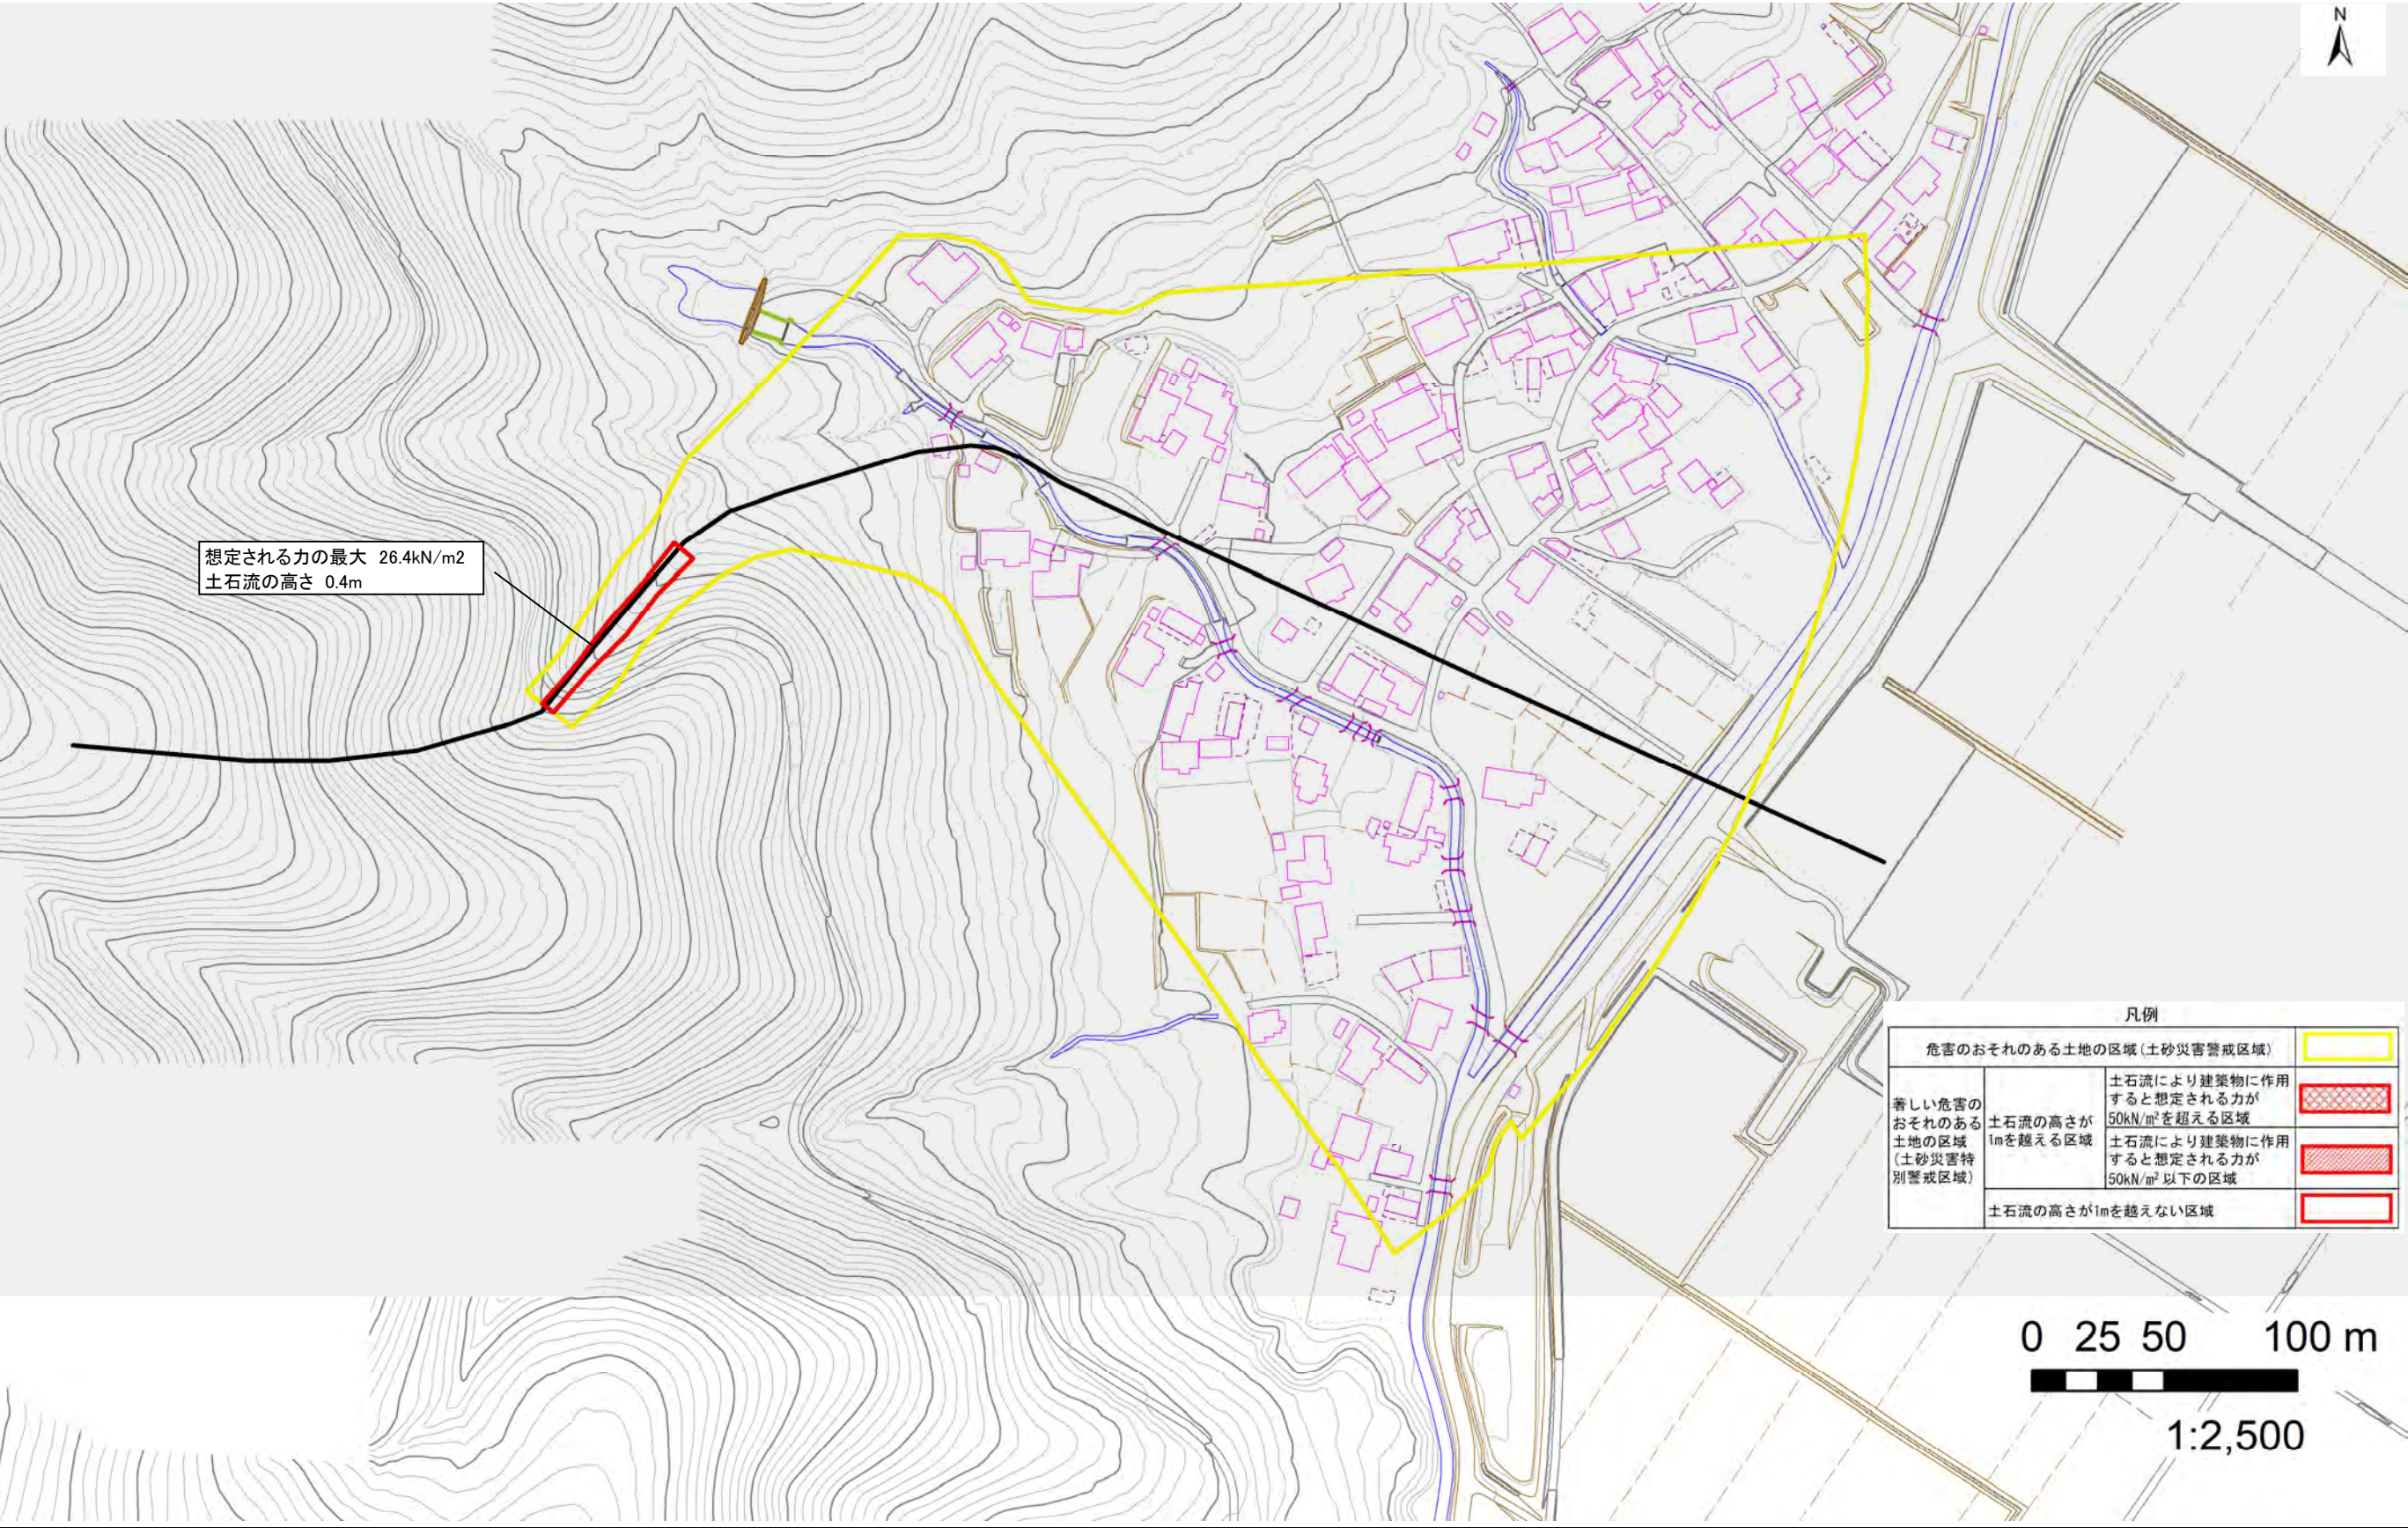 N
想定される力の最大 26.4kN/m2
土石流の高さ 0.4m
凡例
危害のおそれのある土地の区域(土砂災害警戒区域)
著しい危害の
おそれのある
土地の区域
(土砂災害特
別警戒区域)
土石流の高さが
1mを越える区域
土石流により建築物に作用
すると想定される力が
50kN/m²を超える区域
土石流により建築物に作用
すると想定される力が
50kN/m²以下の区域
土石流の高さが1mを越えない区域
0 25 50 100 m
1:2,500